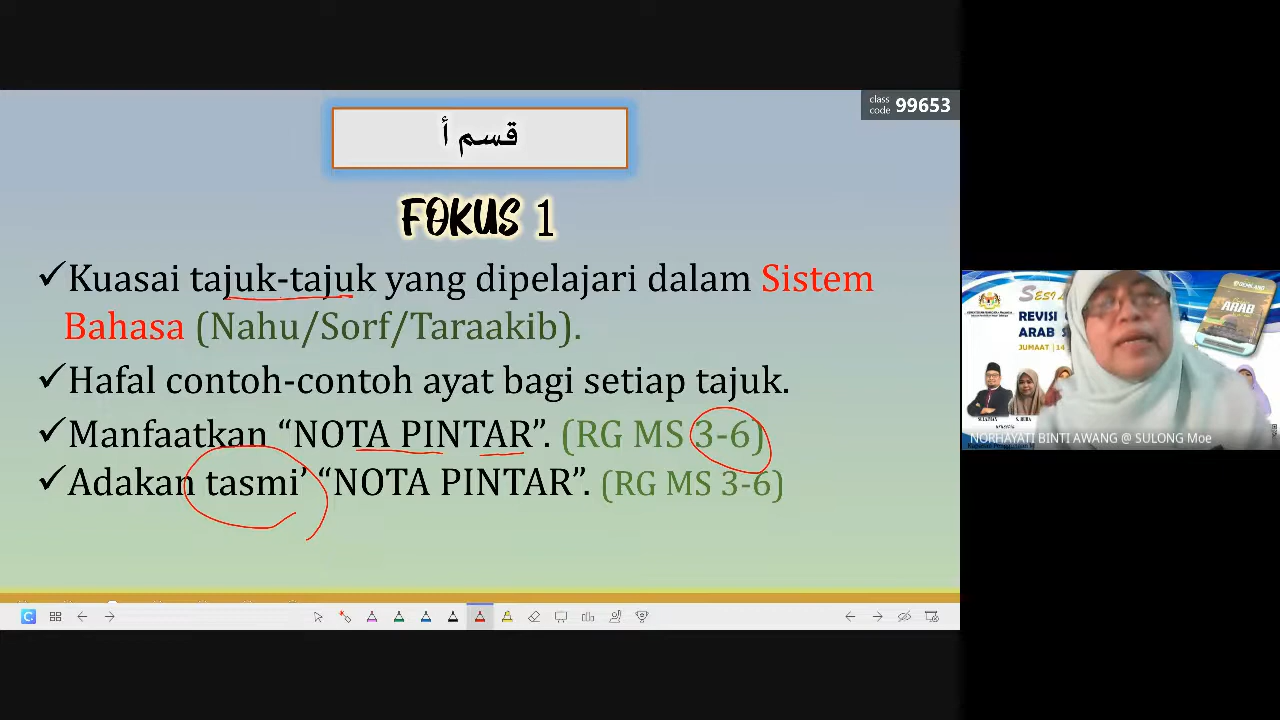 class
code 99653
قسم أ
FOKUS 1
✓Kuasai tajuk-tajuk yang dipelajari dalam Sistem
Bahasa (Nahu/Sorf/Taraakib).
✓Hafal contoh-contoh ayat bagi setiap tajuk.
✓Manfaatkan “NOTA PINTAR”. (RG MS 3-6)
✓Adakan tasmi’ “NOTA PINTAR”. (RG MS 3-6)
REVISI
ARAB
JUMAAT | 14
ARAB
NORHAYATI BINTI AWANG @ SULONG Moe